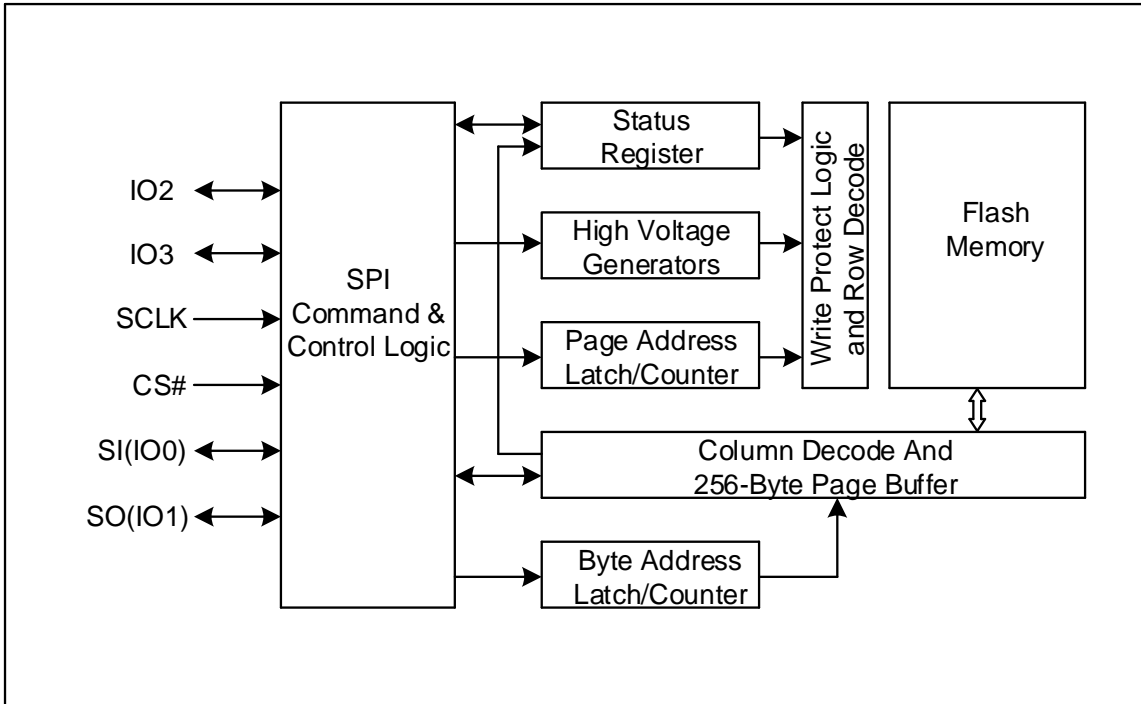 IO2
IO3
SCLK
CS#
SI(IO0)
SO(IO1)
SPI
Command &
Control Logic
Status
Register
High Voltage
Generators
Page Address
Latch/Counter
Write Protect Logic
and Row Decode
Flash
Memory
Column Decode And
256-Byte Page Buffer
Byte Address
Latch/Counter